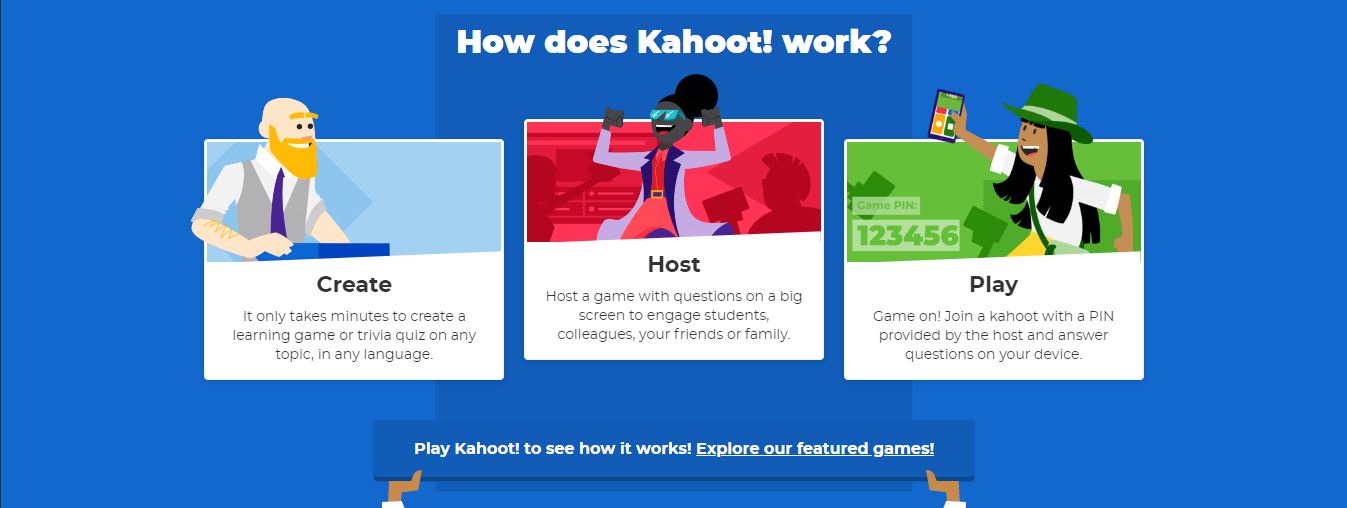 How does Kahoot! work?
Create
It only takes minutes to create a
learning game or trivia quiz on any
topic, in any language.
Host
Host a game with questions on a big
screen to engage students,
colleagues, your friends or family.
Game PIN:
123456
Play
Game on! Join a kahoot with a PIN
provided by the host and answer
questions on your device.
Play Kahoot! to see how it works! Explore our featured games!